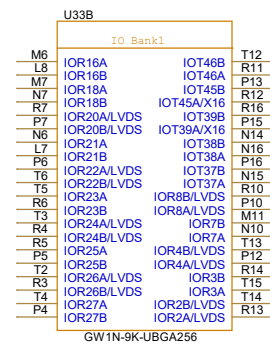 U33B
IO Bank1
M6 IOR16A IOT46B T12
L8 IOR16B IOT46A R11
M7 IOR18A IOT45B P13
N7 IOR18B IOT45A/X16 R12
R7 IOR20A/LVDS IOT39B R16
P7 IOR20B/LVDS IOT39A/X16 P15
N6 IOR21A IOT38B N14
L7 IOR21B IOT38A N16
P6 IOR22A/LVDS IOT37B P16
T6 IOR22B/LVDS IOT37A N15
T5 IOR23A IOR8B/LVDS R10
R6 IOR23B IOR8A/LVDS P10
T3 IOR24A/LVDS IOR7B M11
R4 IOR24B/LVDS IOR7A N10
R5 IOR25A IOR4B/LVDS T13
P5 IOR25B IOR4A/LVDS P12
T2 IOR26A/LVDS IOR3B R14
R3 IOR26B/LVDS IOR3A T15
T4 IOR27A IOR2B/LVDS T14
P4 IOR27B IOR2A/LVDS R13
GW1N-9K-UBGA256